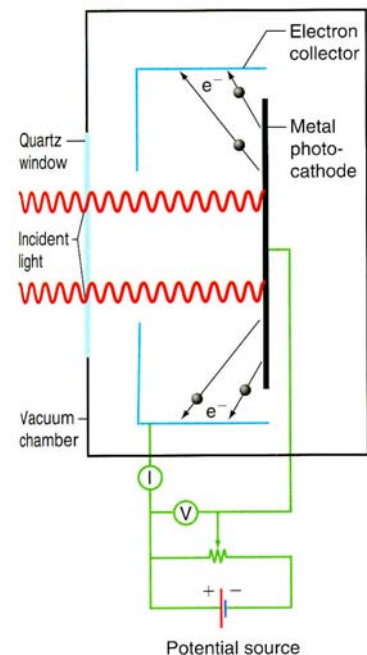 Electron
collector
e⁻
Metal
photo-
cathode
Quartz
window
Incident
light
e⁻
Vacuum
chamber
I
V
+ −
Potential source